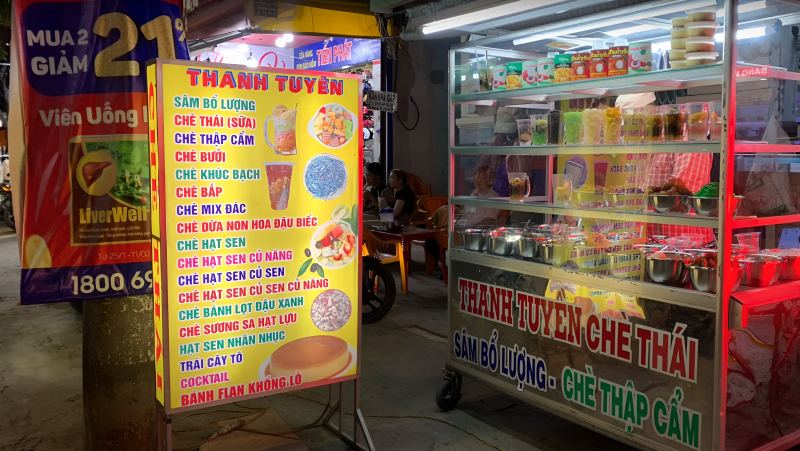 MUA 2
GIẢM
21%
Viên Uống
LiverWell
1800 69
TIẾN PHÁT
THANH TUYÊN
SÂM BỔ LƯỢNG
CHÈ THÁI (SỮA)
CHÈ THẬP CẨM
CHÈ BƯỞI
CHÈ KHÚC BẠCH
CHÈ BẮP
CHÈ MIX ĐÁC
CHÈ DỪA NON HOA ĐẬU BIẾC
CHÈ HẠT SEN
CHÈ HẠT SEN CỦ NĂNG
CHÈ HẠT SEN CỦ SEN
CHÈ HẠT SEN CỦ SEN CỦ NĂNG
CHÈ BÁNH LỌT ĐẬU XANH
CHÈ SƯƠNG SA HẠT LỰU
HẠT SEN NHÃN NHỤC
TRÁI CÂY TÔ
COCKTAIL
BÁNH FLAN KHỔNG LỒ
THANH TUYỀN CHE THÁI
SÂM BỔ LƯỢNG - CHÈ THẬP CẨM